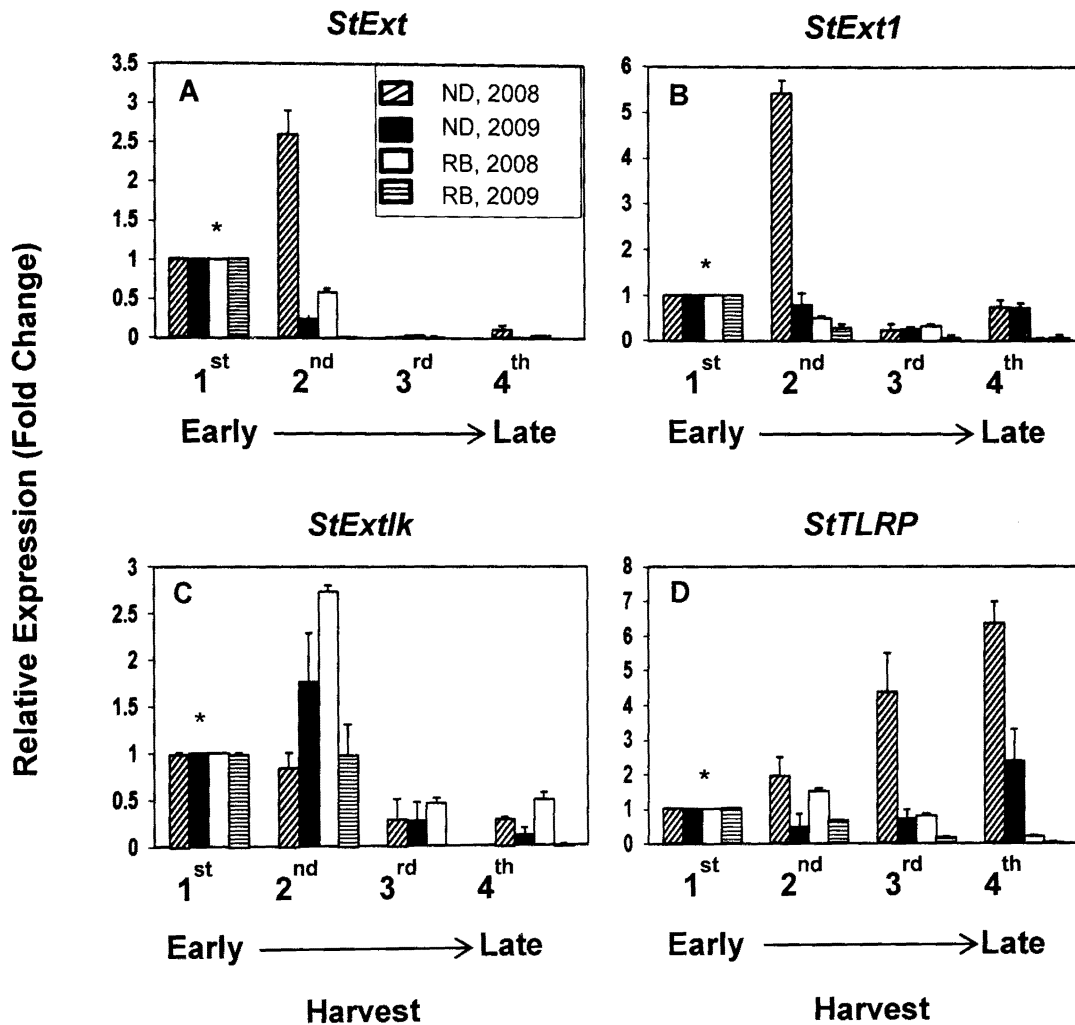 StExt
StExt1
Relative Expression (Fold Change)
A
3.5
3
2.5
2
1.5
1
0.5
0
*
ND, 2008
ND, 2009
RB, 2008
RB, 2009
1st 2nd 3rd 4th
Early Late
B
6
5
4
3
2
1
0
*
1st 2nd 3rd 4th
Early Late
StExtlk
StTLRP
C
3
2.5
2
1.5
1
0.5
0
*
1st 2nd 3rd 4th
Early Late
Harvest
D
8
7
6
5
4
3
2
1
0
*
1st 2nd 3rd 4th
Early Late
Harvest